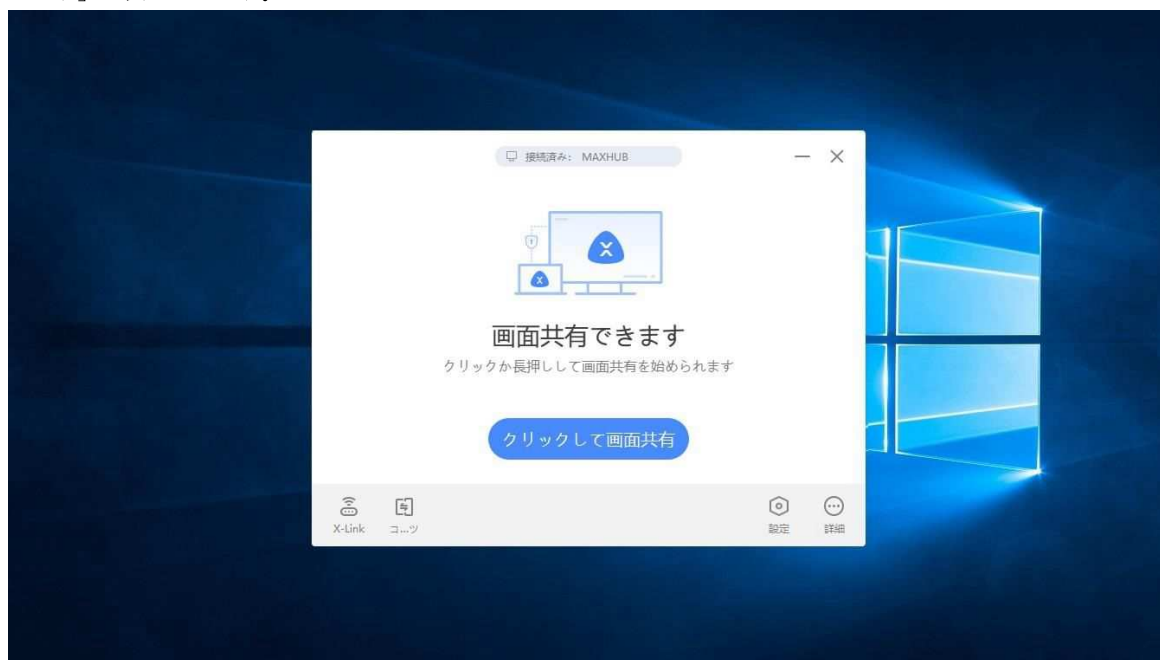 接続済み: MAXHUB
X
X
画面共有できます
クリックか長押しして画面共有を始められます
クリックして画面共有
X-Link
コ...ツ
設定
詳細